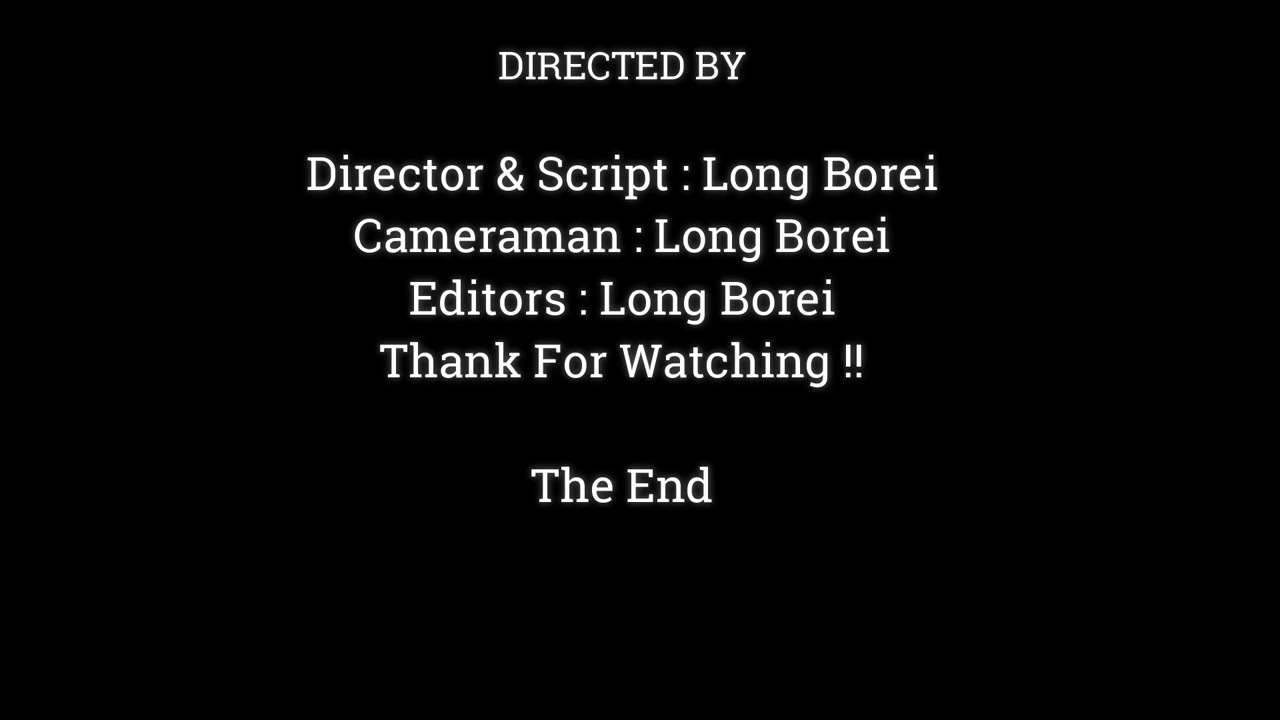 DIRECTED BY
Director & Script : Long Borei
Cameraman : Long Borei
Editors : Long Borei
Thank For Watching !!
The End